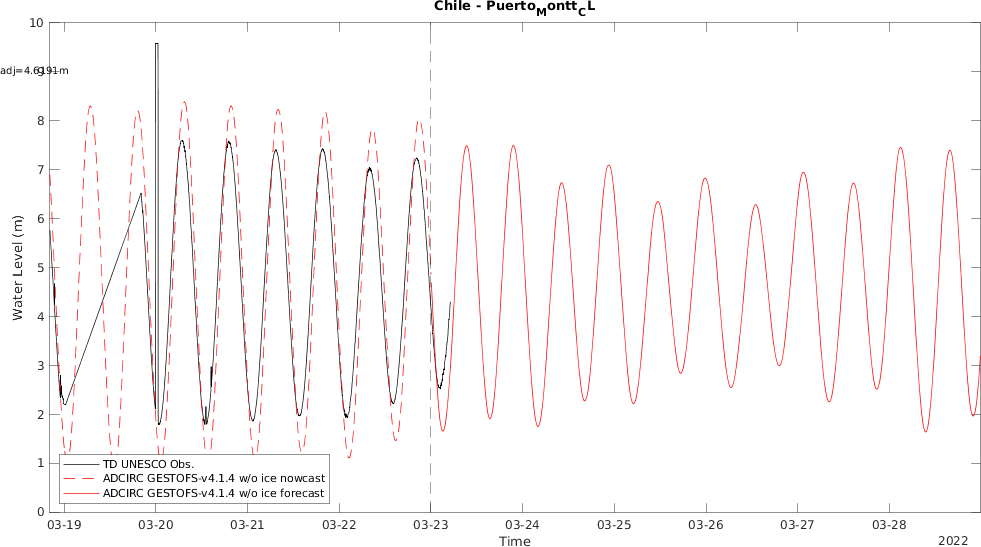 Chile - PuertoMonttCL
10
9
adj=4.6191m
8
7
6
5
4
3
2
1
0
Water Level (m)
TD UNESCO Obs.
ADCIRC GESTOFS-v4.1.4 w/o ice nowcast
ADCIRC GESTOFS-v4.1.4 w/o ice forecast
03-19 03-20 03-21 03-22 03-23 03-24 03-25 03-26 03-27 03-28
Time
2022